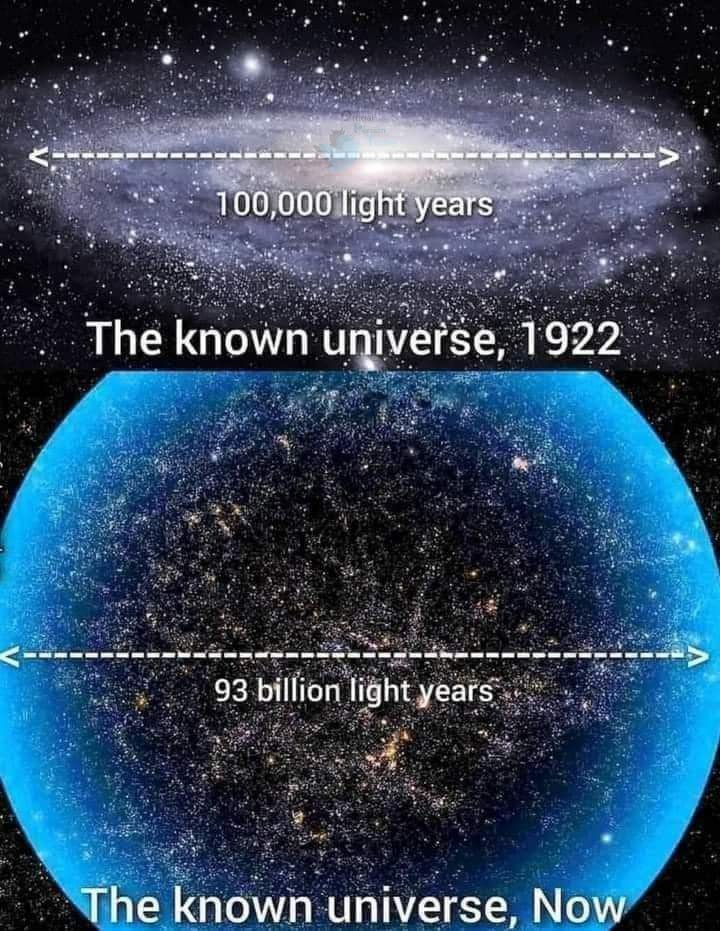 100,000 light years
The known universe, 1922
93 billion light years
The known universe, Now